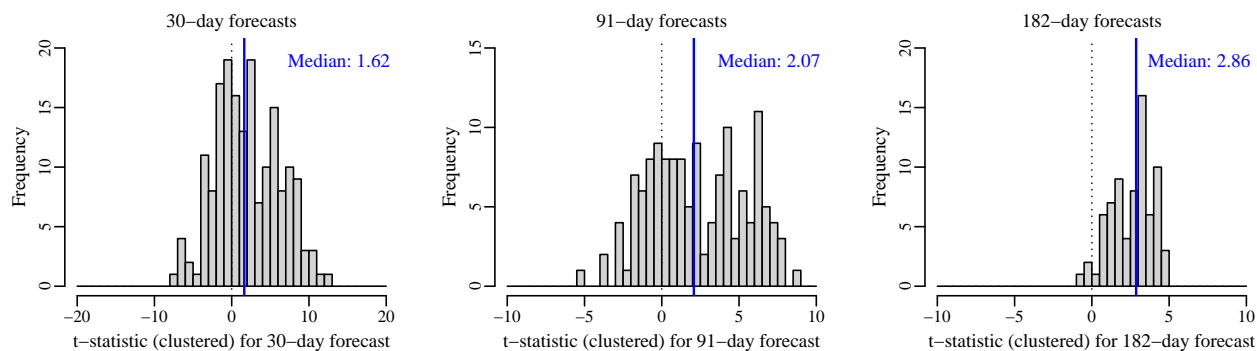 30−day forecasts
Median: 1.62
Frequency
0
5
10
15
20
−20
−10
0
10
20
t−statistic (clustered) for 30−day forecast
91−day forecasts
Median: 2.07
Frequency
0
5
10
15
−10
−5
0
5
10
t−statistic (clustered) for 91−day forecast
182−day forecasts
Median: 2.86
Frequency
0
5
10
15
20
−10
−5
0
5
10
t−statistic (clustered) for 182−day forecast